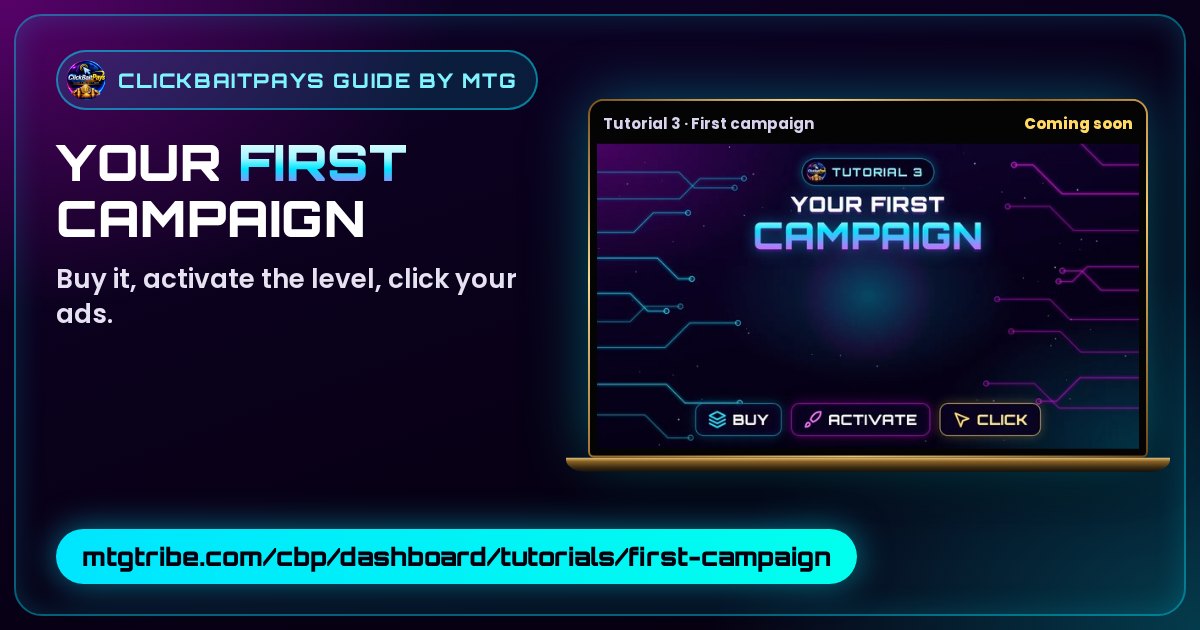 ClickBaitPays
CLICKBAITPAYS GUIDE BY MTG
YOUR FIRST
CAMPAIGN
Buy it, activate the level, click your
ads.
Tutorial 3 · First campaign
Coming soon
TUTORIAL 3
YOUR FIRST
CAMPAIGN
BUY
ACTIVATE
CLICK
mtgtribe.com/cbp/dashboard/tutorials/first-campaign